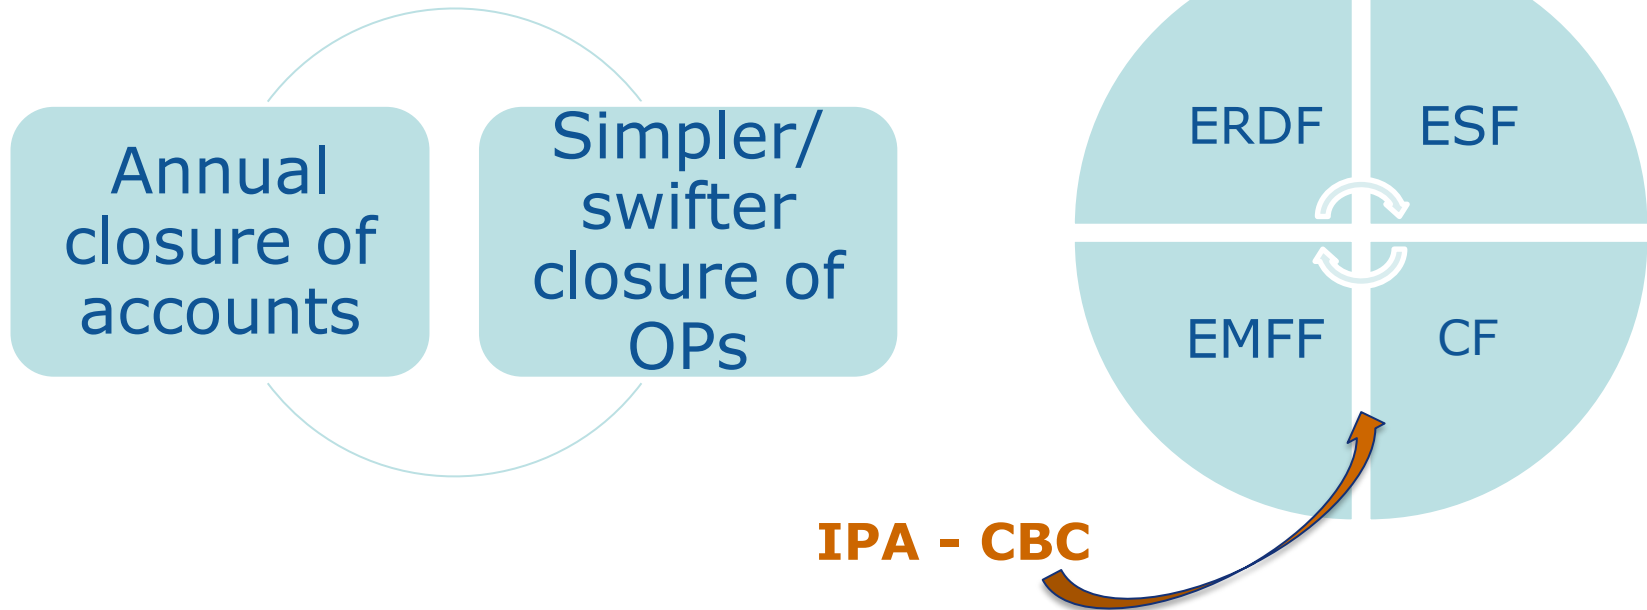 Annual
closure of
accounts
Simpler/
swifter
closure of
OPs
ERDF
ESF
EMFF
CF
IPA - CBC